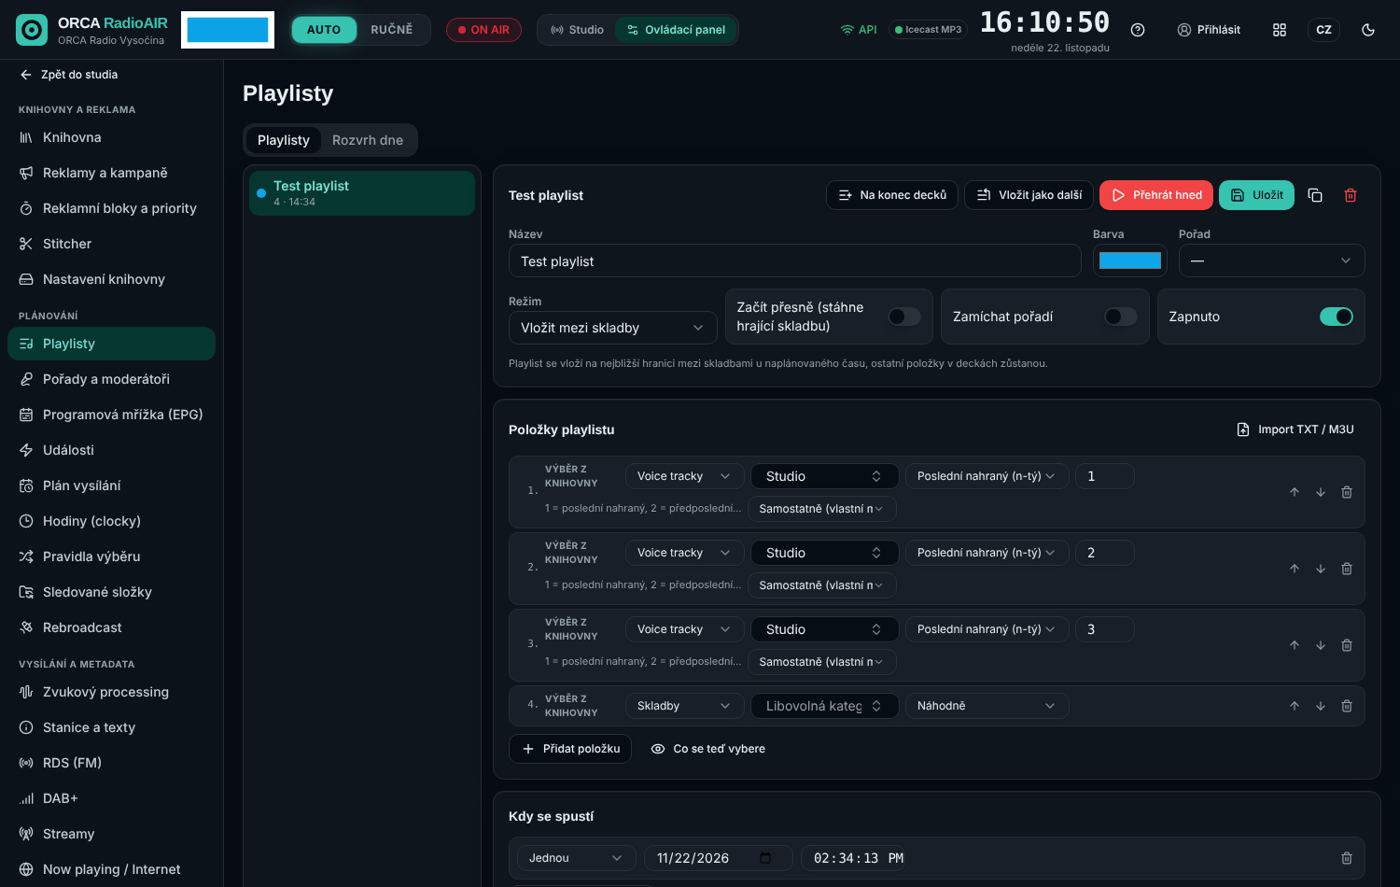 ORCA RadioAIR
ORCA Radio Vysočina
AUTO
RUČNĚ
ON AIR
Studio
Ovládací panel
API
Icecast MP3
16:10:50
neděle 22. listopadu
Přihlásit
CZ
Zpět do studia
KNIHOVNY A REKLAMA
Knihovna
Reklamy a kampaně
Reklamní bloky a priority
Stitcher
Nastavení knihovny
PLÁNOVÁNÍ
Playlisty
Pořady a moderátoři
Programová mřížka (EPG)
Události
Plán vysílání
Hodiny (clocky)
Pravidla výběru
Sledované složky
Rebroadcast
VYSÍLÁNÍ A METADATA
Zvukový processing
Stanice a texty
RDS (FM)
DAB+
Streamy
Now playing / Internet
Playlisty
Playlisty
Rozvrh dne
Test playlist
4 · 14:34
Test playlist
Na konec decků
Vložit jako další
Přehrát hned
Uložit
Název
Test playlist
Barva
Pořad
—
Režim
Vložit mezi skladby
Začít přesně (stáhne
hrající skladbu)
Zamíchat pořadí
Zapnuto
Playlist se vloží na nejbližší hranici mezi skladbami u naplánovaného času, ostatní položky v deckách zůstanou.
Položky playlistu
Import TXT / M3U
1.
VÝBĚR Z
KNIHOVNY
Voice tracky
Studio
Poslední nahraný (n-tý)
1
1 = poslední nahraný, 2 = předposlední...
Samostatně (vlastní n
2.
VÝBĚR Z
KNIHOVNY
Voice tracky
Studio
Poslední nahraný (n-tý)
2
1 = poslední nahraný, 2 = předposlední...
Samostatně (vlastní n
3.
VÝBĚR Z
KNIHOVNY
Voice tracky
Studio
Poslední nahraný (n-tý)
3
1 = poslední nahraný, 2 = předposlední...
Samostatně (vlastní n
4.
VÝBĚR Z
KNIHOVNY
Skladby
Libovolná kateg
Náhodně
Přidat položku
Co se teď vybere
Kdy se spustí
Jednou
11/22/2026
02:34:13 PM